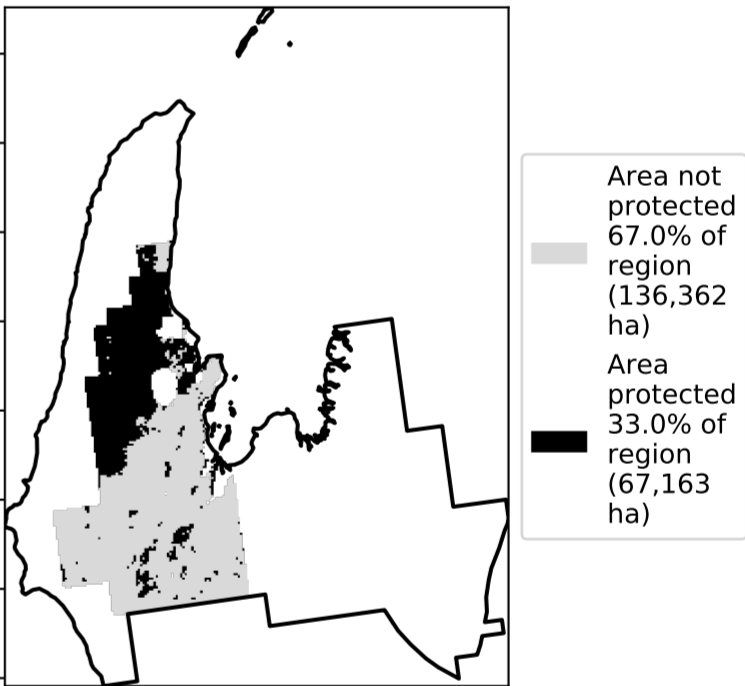 Area not
protected
67.0% of
region
(136,362
ha)
Area
protected
33.0% of
region
(67,163
ha)